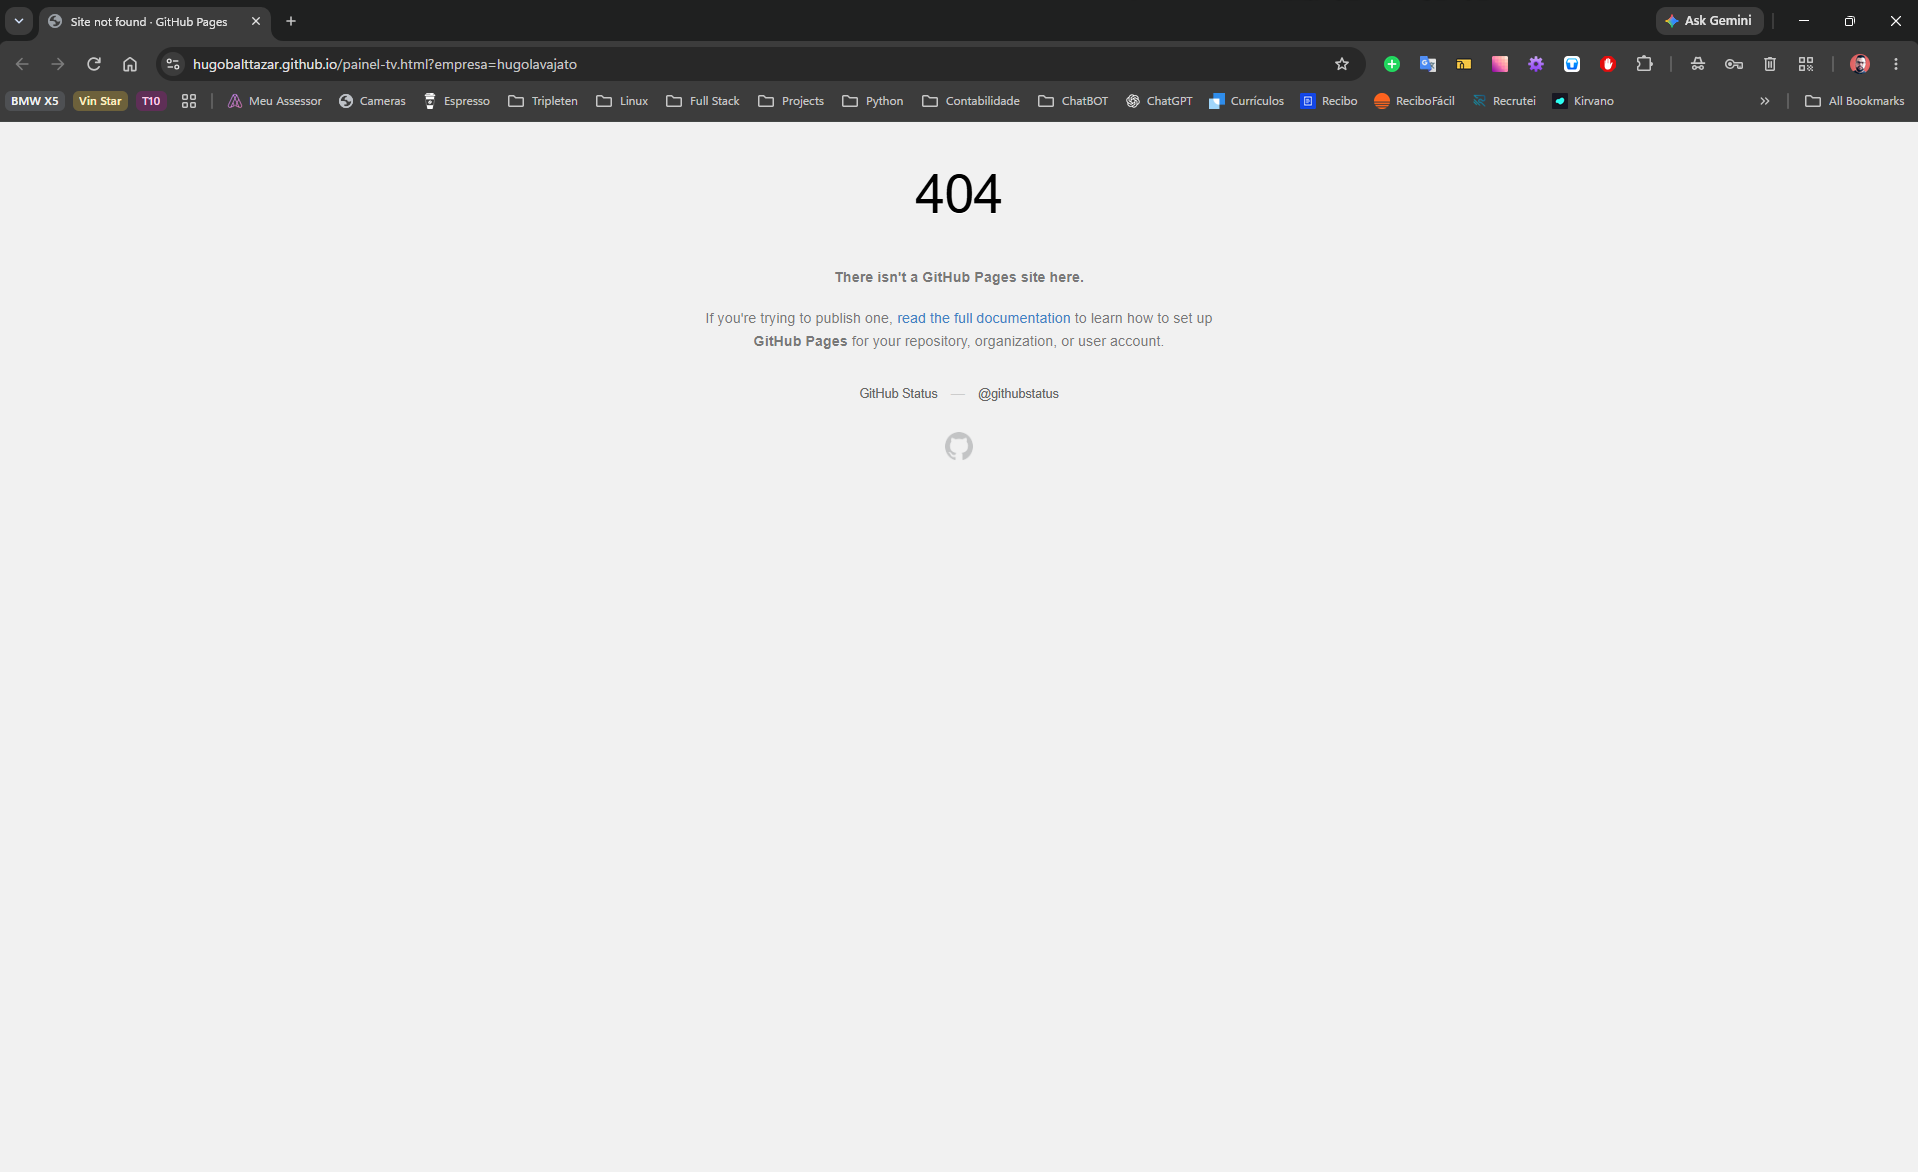 Site not found · GitHub Pages
Ask Gemini
hugobalttazar.github.io/painel-tv.html?empresa=hugolavajato
BMW X5 Vin Star T10 Meu Assessor Cameras Espresso Tripleten Linux Full Stack Projects Python Contabilidade ChatBOT ChatGPT Currículos Recibo ReciboFácil Recrutei Kirvano » All Bookmarks
404
There isn't a GitHub Pages site here.
If you're trying to publish one, read the full documentation to learn how to set up
GitHub Pages for your repository, organization, or user account.
GitHub Status — @githubstatus